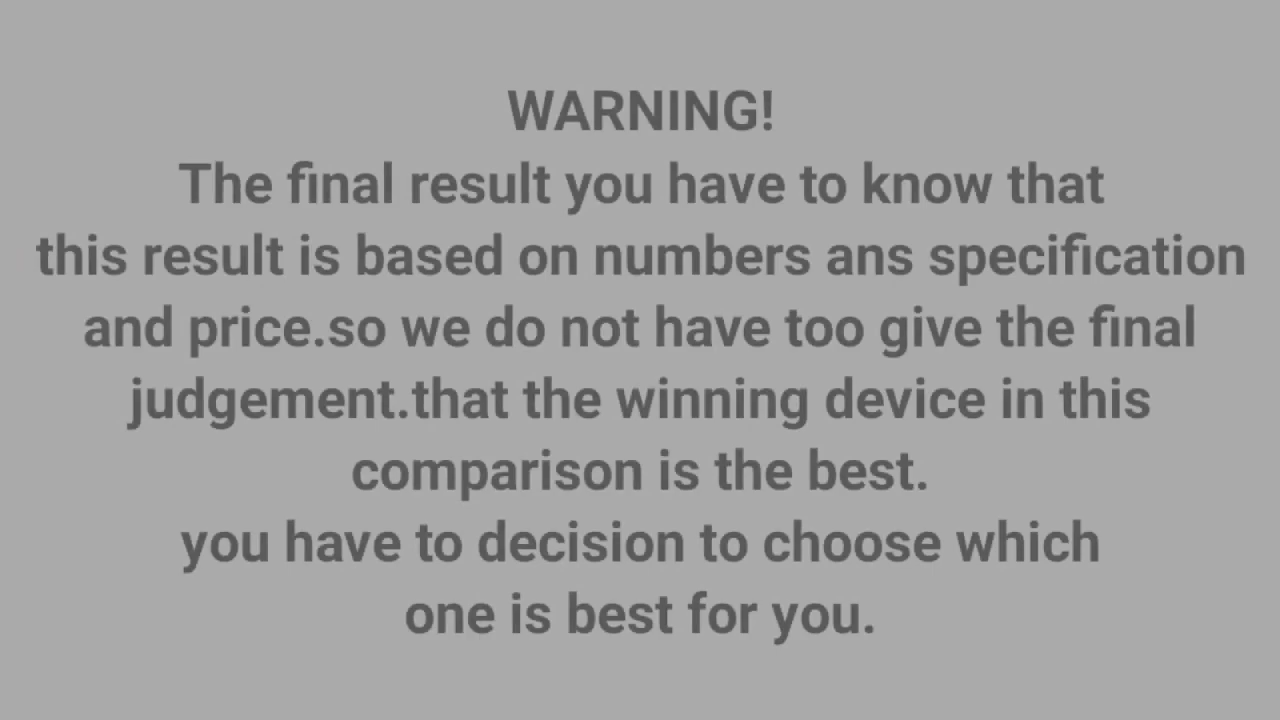 WARNING!
The final result you have to know that
this result is based on numbers ans specification
and price.so we do not have too give the final
judgement.that the winning device in this
comparison is the best.
you have to decision to choose which
one is best for you.